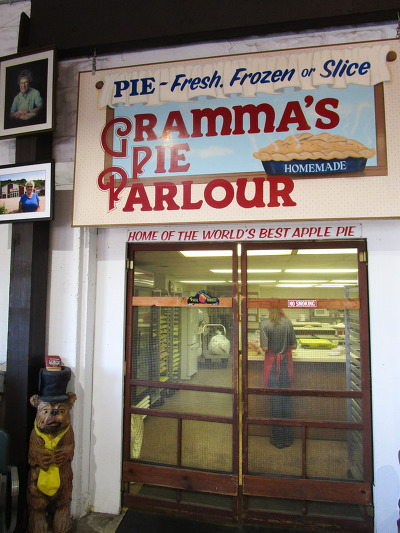 PIE - Fresh, Frozen or Slice
GRAMMA'S
PIE
PARLOUR
HOMEMADE
HOME OF THE WORLD'S BEST APPLE PIE
NO SMOKING